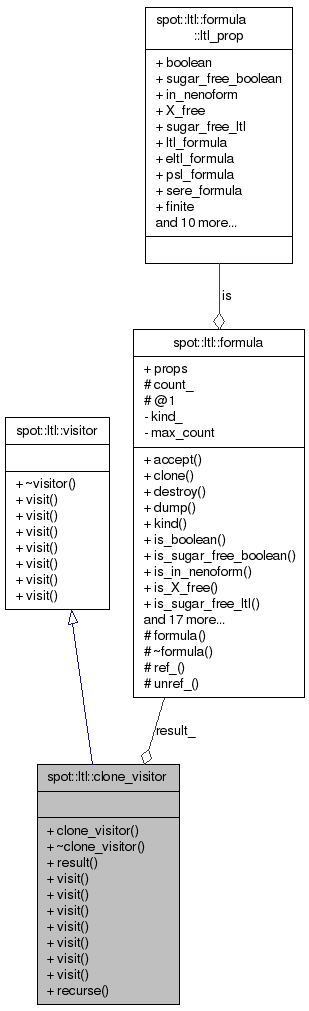 spot::ltl::formula
::ltl_prop
+ boolean
+ sugar_free_boolean
+ in_nenoform
+ X_free
+ sugar_free_ltl
+ ltl_formula
+ eltl_formula
+ psl_formula
+ sere_formula
+ finite
and 10 more...
is
spot::ltl::formula
+ props
# count_
# @1
- kind_
- max_count
+ accept()
+ clone()
+ destroy()
+ dump()
+ kind()
+ is_boolean()
+ is_sugar_free_boolean()
+ is_in_nenoform()
+ is_X_free()
+ is_sugar_free_ltl()
and 17 more...
# formula()
# ~formula()
# ref_()
# unref_()
spot::ltl::visitor
+ ~visitor()
+ visit()
+ visit()
+ visit()
+ visit()
+ visit()
+ visit()
+ visit()
result_
spot::ltl::clone_visitor
+ clone_visitor()
+ ~clone_visitor()
+ result()
+ visit()
+ visit()
+ visit()
+ visit()
+ visit()
+ visit()
+ visit()
+ recurse()